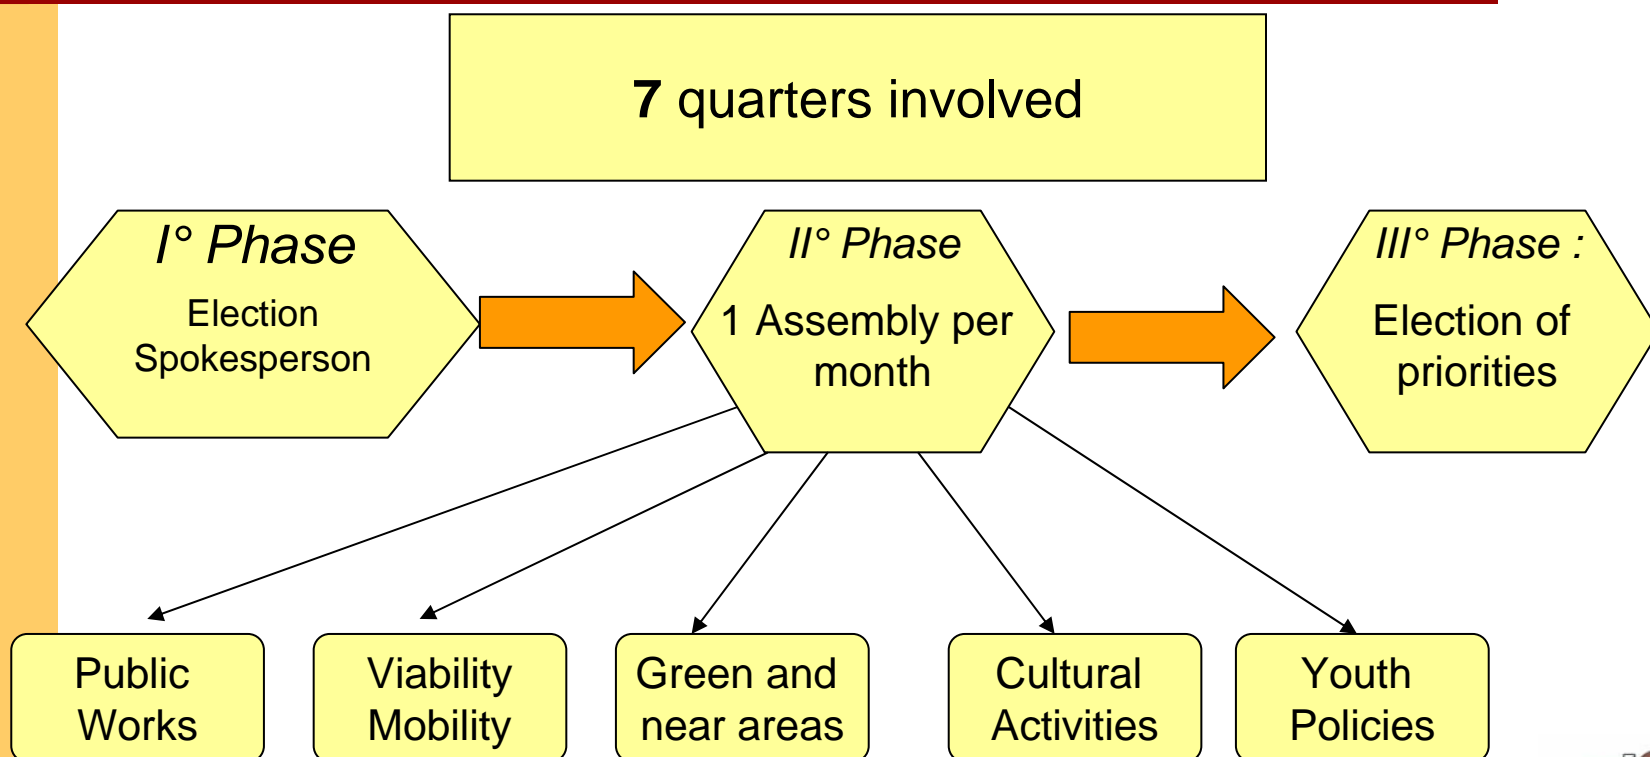 7 quarters involved
I° Phase
Election
Spokesperson
II° Phase
1 Assembly per
month
III° Phase :
Election of
priorities
Public
Works
Viability
Mobility
Green and
near areas
Cultural
Activities
Youth
Policies